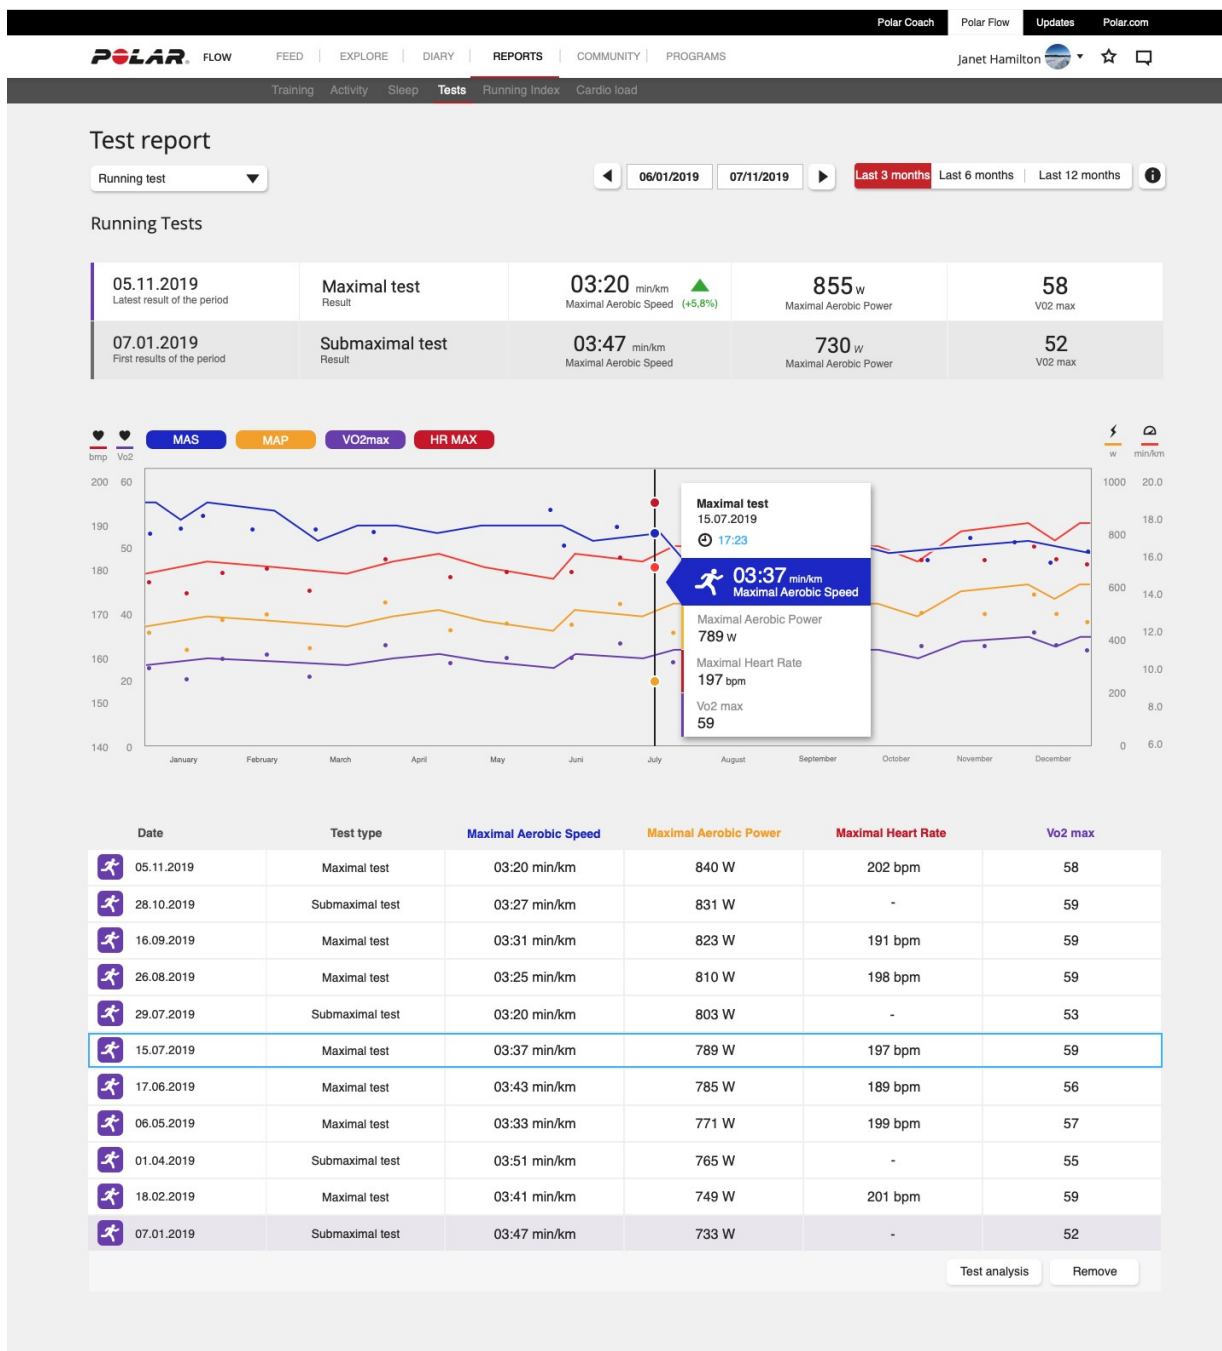 Polar Coach Polar Flow Updates Polar.com
POLAR. FLOW FEED EXPLORE DIARY REPORTS COMMUNITY PROGRAMS Janet Hamilton
Training Activity Sleep Tests Running Index Cardio load
Test report
Running test 06/01/2019 07/11/2019 Last 3 months Last 6 months Last 12 months
Running Tests
05.11.2019 Maximal test 03:20 min/km 855 w 58
Latest result of the period Result Maximal Aerobic Speed (+5,8%) Maximal Aerobic Power V02 max
07.01.2019 Submaximal test 03:47 min/km 730 w 52
First results of the period Result Maximal Aerobic Speed Maximal Aerobic Power V02 max
MAS MAP VO2max HR MAX
bmp Vo2 w min/km
200 60 1000 20.0
190 18.0
50 800
180 16.0
600 14.0
170 40
400 12.0
160 10.0
20 200
150 8.0
140 0 0 6.0
Maximal test
15.07.2019
17:23
03:37 min/km
Maximal Aerobic Speed
Maximal Aerobic Power
789 w
Maximal Heart Rate
197 bpm
Vo2 max
59
January February March April May Juni July August September October November December
Date Test type Maximal Aerobic Speed Maximal Aerobic Power Maximal Heart Rate Vo2 max
05.11.2019 Maximal test 03:20 min/km 840 W 202 bpm 58
28.10.2019 Submaximal test 03:27 min/km 831 W - 59
16.09.2019 Maximal test 03:31 min/km 823 W 191 bpm 59
26.08.2019 Maximal test 03:25 min/km 810 W 198 bpm 59
29.07.2019 Submaximal test 03:20 min/km 803 W - 53
15.07.2019 Maximal test 03:37 min/km 789 W 197 bpm 59
17.06.2019 Maximal test 03:43 min/km 785 W 189 bpm 56
06.05.2019 Maximal test 03:33 min/km 771 W 199 bpm 57
01.04.2019 Submaximal test 03:51 min/km 765 W - 55
18.02.2019 Maximal test 03:41 min/km 749 W 201 bpm 59
07.01.2019 Submaximal test 03:47 min/km 733 W - 52
Test analysis Remove